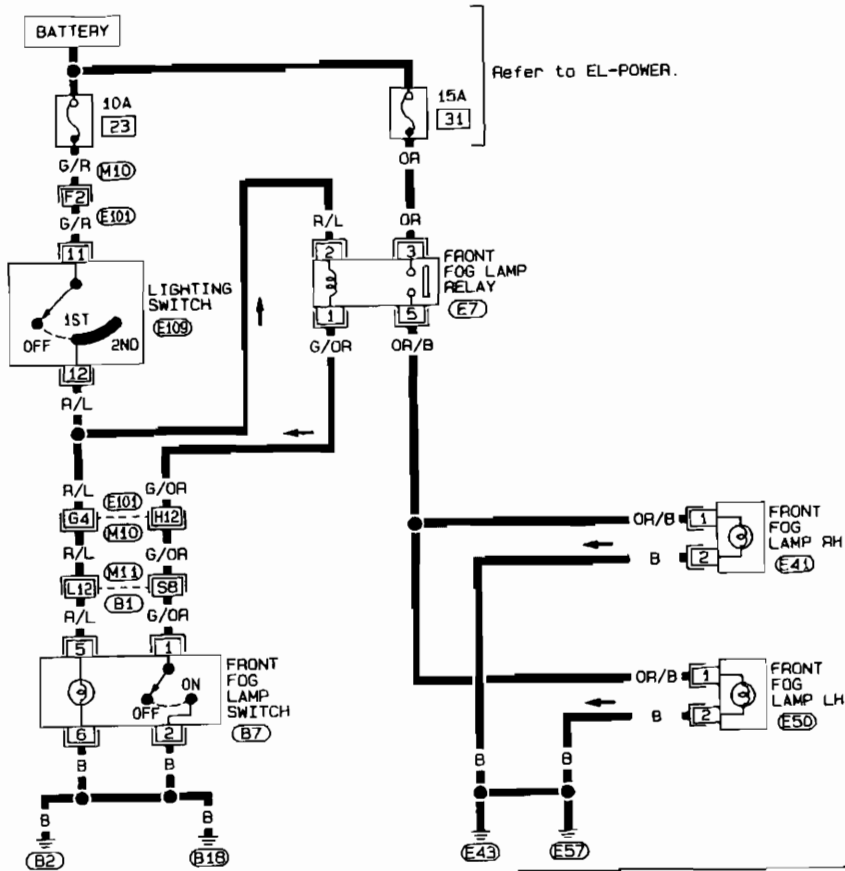 BATTERY
Refer to EL-POWER.
10A
23
15A
31
G/R
M10
F2
G/R
E101
11
OR
OR
R/L
2
3
FRONT
FOG LAMP
RELAY
E7
1
5
G/OR
OR/B
LIGHTING
SWITCH
E109
1ST
OFF
2ND
12
R/L
R/L
G/OR
E101
G4
H12
M10
R/L
G/OR
M11
L12
S8
B1
R/L
G/OR
5
1
FRONT
FOG
LAMP
SWITCH
B7
ON
OFF
6
2
B
B
B
B
B2
B18
OR/B
1
FRONT
FOG
LAMP RH
E41
B
2
OR/B
1
FRONT
FOG
LAMP LH
E50
B
2
B
B
E43
E57